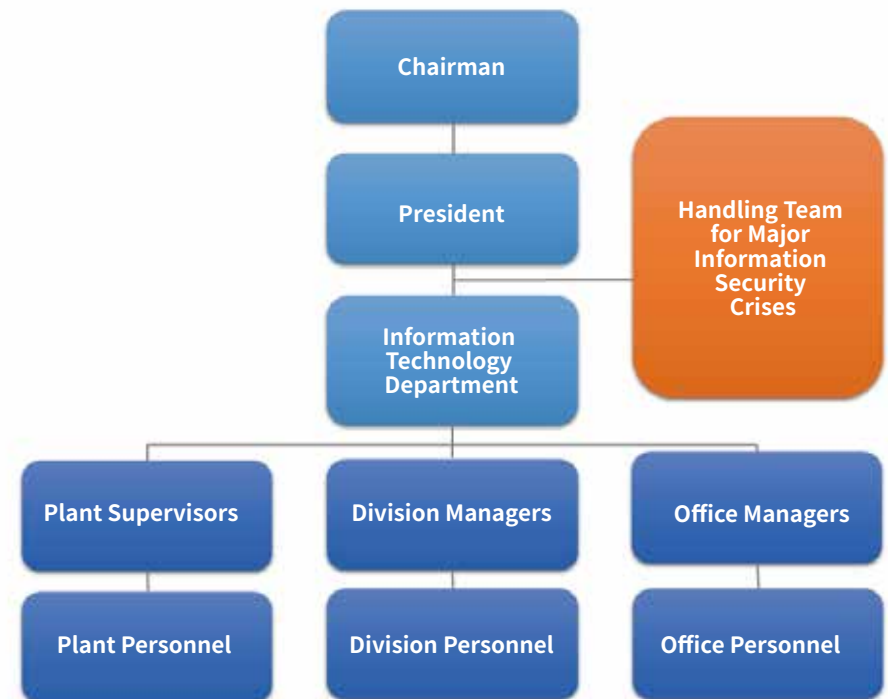 Chairman
President
Handling Team
for Major
Information
Security
Crises
Information
Technology
Department
Plant Supervisors
Division Managers
Office Managers
Plant Personnel
Division Personnel
Office Personnel